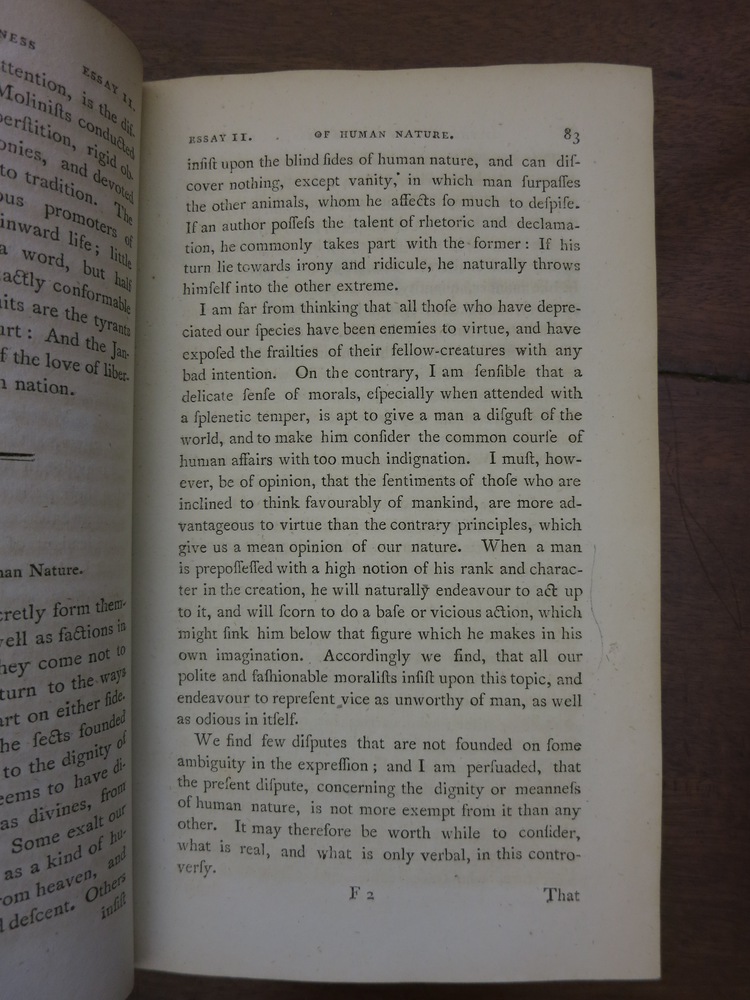 NESS
ESSAY II.
ttention, is the dif-
Moliniſts conducted
perſtition, rigid ob-
onies, and devoted
to tradition. The
ous promoters of
inward life; little
a word, but half
actly conformable
uits are the tyrants
urt: And the Jan-
f the love of liber-
n nation.
man Nature.
cretly form them-
vell as factions in
hey come not to
turn to the ways
art on either ſide.
he ſects founded
to the dignity of
eems to have di-
as divines, from
Some exalt our
as a kind of hu-
om heaven, and
l deſcent. Others
inſiſt
ESSAY II. OF HUMAN NATURE. 83
inſiſt upon the blind ſides of human nature, and can diſ-
cover nothing, except vanity, in which man ſurpaſſes
the other animals, whom he affects ſo much to deſpiſe.
If an author poſſeſs the talent of rhetoric and declama-
tion, he commonly takes part with the former: If his
turn lie towards irony and ridicule, he naturally throws
himſelf into the other extreme.
I am far from thinking that all thoſe who have depre-
ciated our ſpecies have been enemies to virtue, and have
expoſed the frailties of their fellow-creatures with any
bad intention. On the contrary, I am ſenſible that a
delicate ſenſe of morals, eſpecially when attended with
a ſplenetic temper, is apt to give a man a diſguſt of the
world, and to make him conſider the common courſe of
human affairs with too much indignation. I muſt, how-
ever, be of opinion, that the ſentiments of thoſe who are
inclined to think favourably of mankind, are more ad-
vantageous to virtue than the contrary principles, which
give us a mean opinion of our nature. When a man
is prepoſſeſſed with a high notion of his rank and charac-
ter in the creation, he will naturally endeavour to act up
to it, and will ſcorn to do a baſe or vicious action, which
might ſink him below that figure which he makes in his
own imagination. Accordingly we find, that all our
polite and faſhionable moraliſts inſiſt upon this topic, and
endeavour to repreſent vice as unworthy of man, as well
as odious in itſelf.
We find few diſputes that are not founded on ſome
ambiguity in the expreſſion; and I am perſuaded, that
the preſent diſpute, concerning the dignity or meanneſs
of human nature, is not more exempt from it than any
other. It may therefore be worth while to conſider,
what is real, and what is only verbal, in this contro-
verſy.
F 2 That